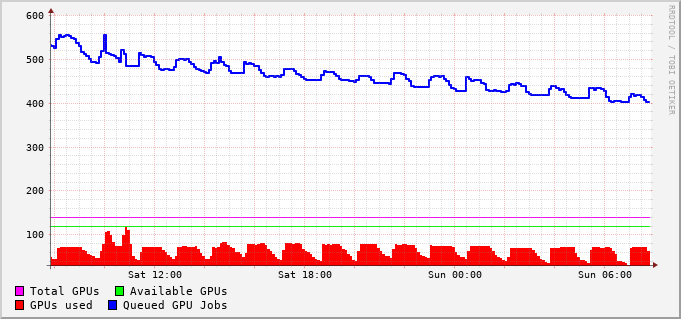 600
500
400
300
200
100
Sat 12:00 Sat 18:00 Sun 00:00 Sun 06:00
Total GPUs Available GPUs
GPUs used Queued GPU Jobs
RRDTOOL / TOBI OETIKER